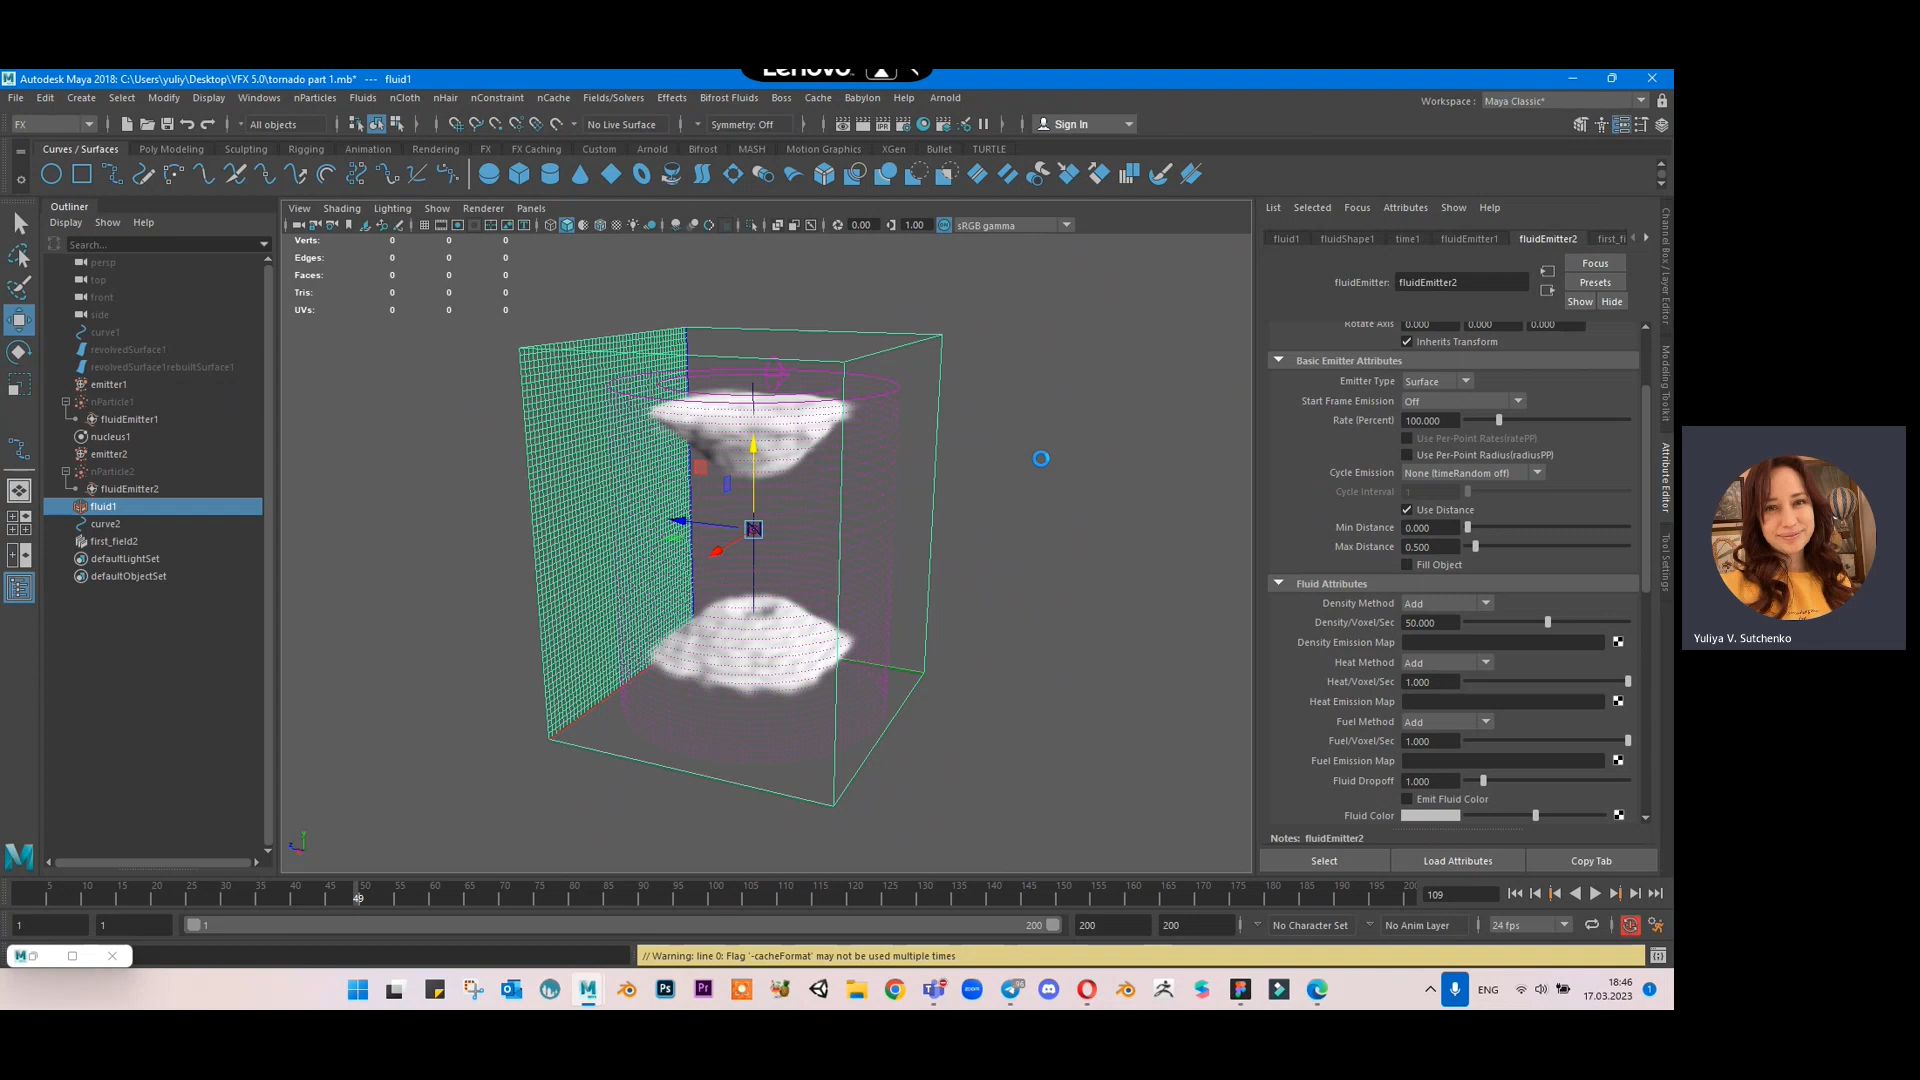 Lenovo
Autodesk Maya 2018: C:\Users\yuliy\Desktop\VFX 5.0\tornado part 1.mb* --- fluid1
File Edit Create Select Modify Display Windows nParticles Fluids nCloth nHair nConstraint nCache Fields/Solvers Effects Bifrost Fluids Boss Cache Babylon Help Arnold
Workspace : Maya Classic*
FX All objects No Live Surface Symmetry: Off Sign In
Curves / Surfaces Poly Modeling Sculpting Rigging Animation Rendering FX FX Caching Custom Arnold Bifrost MASH Motion Graphics XGen Bullet TURTLE
Outliner
Display Show Help
Search...
persp
top
front
side
curve1
revolvedSurface1
revolvedSurface1rebuiltSurface1
emitter1
nParticle1
fluidEmitter1
nucleus1
emitter2
nParticle2
fluidEmitter2
fluid1
curve2
first_field2
defaultLightSet
defaultObjectSet
View Shading Lighting Show Renderer Panels
0.00 1.00 sRGB gamma
Verts: 0 0 0
Edges: 0 0 0
Faces: 0 0 0
Tris: 0 0 0
UVs: 0 0 0
List Selected Focus Attributes Show Help
fluid1 fluidShape1 time1 fluidEmitter1 fluidEmitter2 first_fi
fluidEmitter: fluidEmitter2
Focus
Presets
Show Hide
Rotate Axis 0.000 0.000 0.000
Inherits Transform
Basic Emitter Attributes
Emitter Type Surface
Start Frame Emission Off
Rate (Percent) 100.000
Use Per-Point Rates(ratePP)
Use Per-Point Radius(radiusPP)
Cycle Emission None (timeRandom off)
Cycle Interval 1
Use Distance
Min Distance 0.000
Max Distance 0.500
Fill Object
Fluid Attributes
Density Method Add
Density/Voxel/Sec 50.000
Density Emission Map
Heat Method Add
Heat/Voxel/Sec 1.000
Heat Emission Map
Fuel Method Add
Fuel/Voxel/Sec 1.000
Fuel Emission Map
Fluid Dropoff 1.000
Emit Fluid Color
Fluid Color
Notes: fluidEmitter2
Select Load Attributes Copy Tab
Channel Box / Layer Editor
Modeling Toolkit
Attribute Editor
Tool Settings
Yuliya V. Sutchenko
5 10 15 20 25 30 35 40 45 50 55 60 65 70 75 80 85 90 95 100 105 110 115 120 125 130 135 140 145 150 155 160 165 170 175 180 185 190 195 200
49
109
1 1 1 200 200 200 No Character Set No Anim Layer 24 fps
// Warning: line 0: Flag '-cacheFormat' may not be used multiple times
ENG
18:46
17.03.2023
1